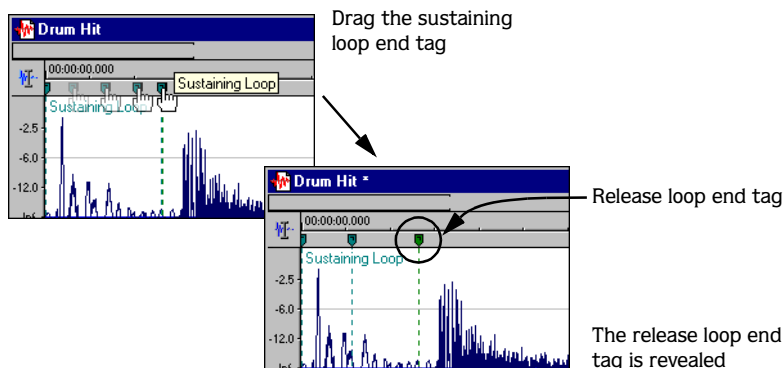 Drag the sustaining
loop end tag
Drum Hit
00:00:00.000
Sustaining Loop
Sustaining Loop
-2.5
-6.0
-12.0
-Inf.
Drum Hit *
Release loop end tag
00:00:00.000
Sustaining Loop
-2.5
-6.0
-12.0
-Inf.
The release loop end
tag is revealed